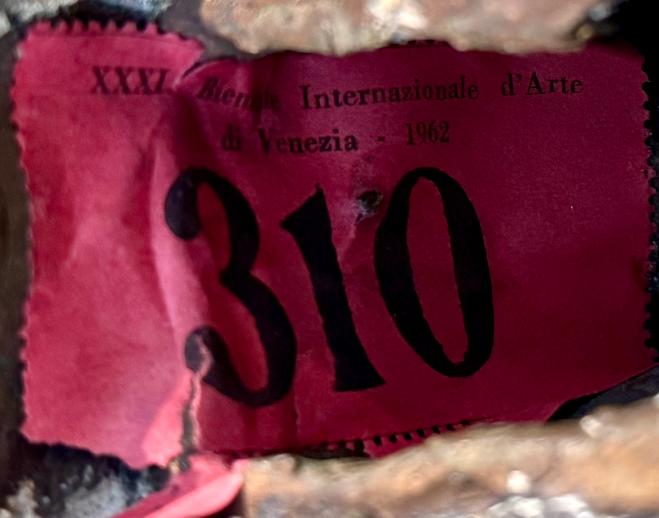 XXXI Biennale Internazionale d'Arte
di Venezia - 1962
310